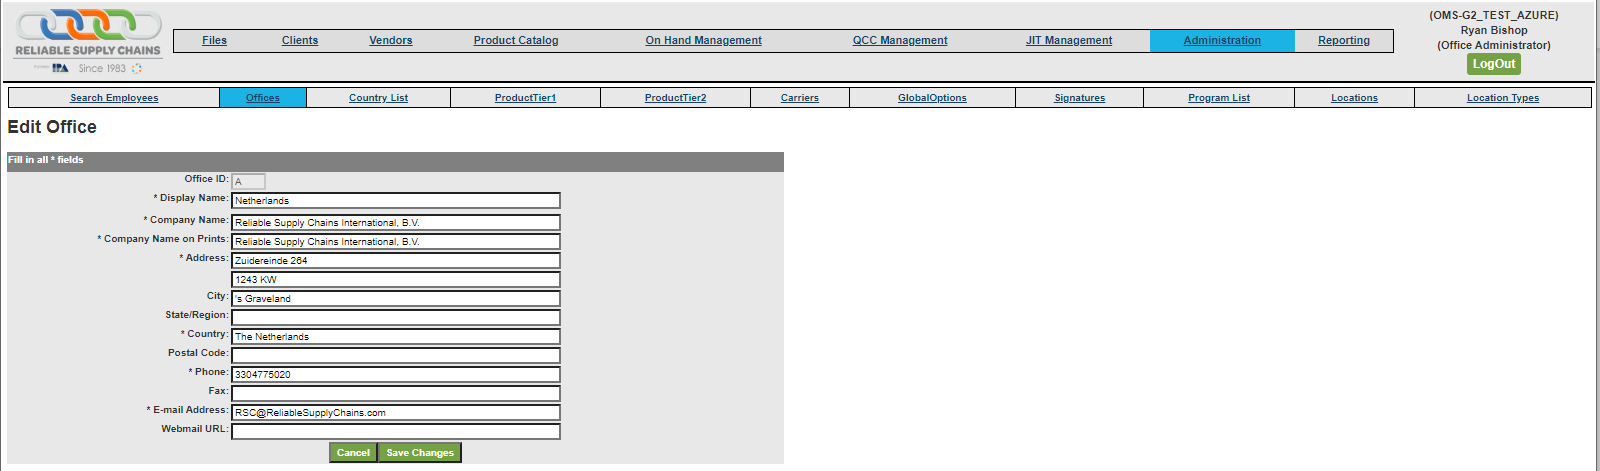 RELIABLE SUPPLY CHAINS
IPA Since 1983
Files Clients Vendors Product Catalog On Hand Management QCC Management JIT Management Administration Reporting
(OMS-G2_TEST_AZURE)
Ryan Bishop
(Office Administrator)
LogOut
Search Employees Offices Country List ProductTier1 ProductTier2 Carriers GlobalOptions Signatures Program List Locations Location Types
Edit Office
Fill in all * fields
Office ID: A
* Display Name: Netherlands
* Company Name: Reliable Supply Chains International, B.V.
* Company Name on Prints: Reliable Supply Chains International, B.V.
* Address: Zuidereinde 264
1243 KW
City: 's Graveland
State/Region:
* Country: The Netherlands
Postal Code:
* Phone: 3304775020
Fax:
* E-mail Address: RSC@ReliableSupplyChains.com
Webmail URL:
Cancel Save Changes